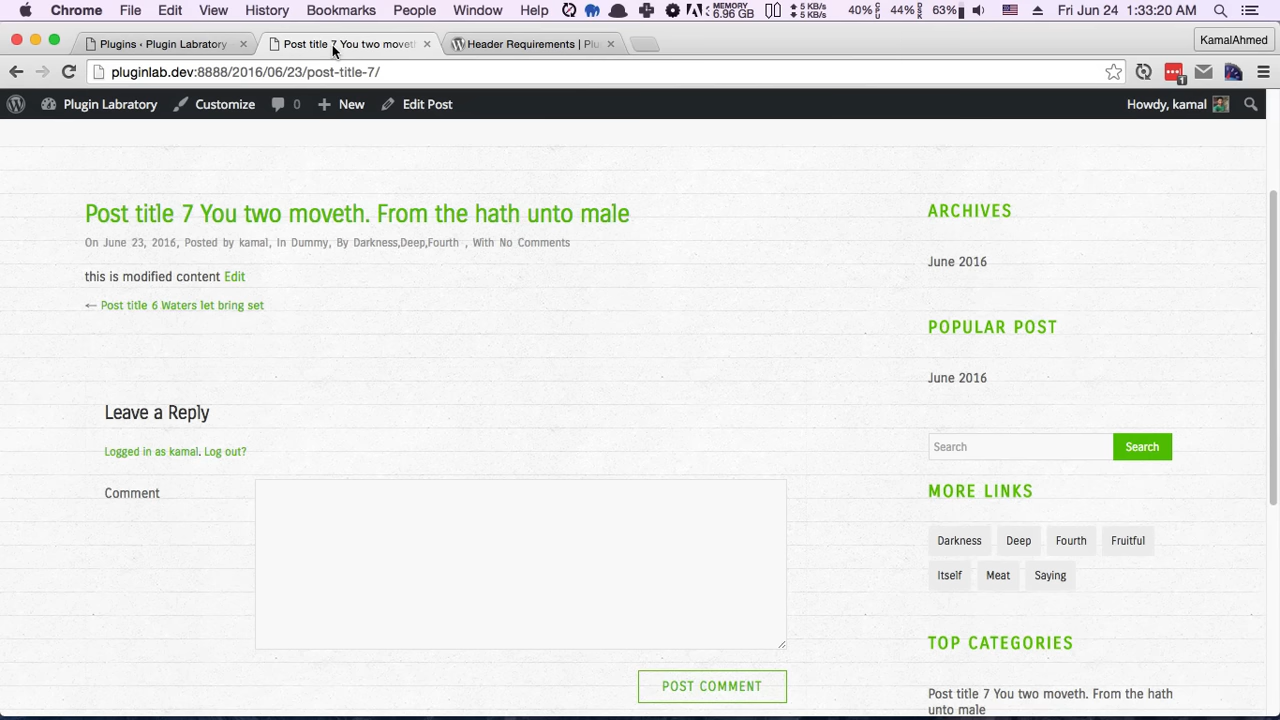 Chrome File Edit View History Bookmarks People Window Help MEMORY 6.96 GB 5 KB/s 5 KB/s 40% 44% 63% Fri Jun 24 1:33:20 AM
Plugins ‹ Plugin Labratory Post title 7 You two moveth Header Requirements | Plu KamalAhmed
pluginlab.dev:8888/2016/06/23/post-title-7/ 1
Plugin Labratory Customize 0 New Edit Post Howdy, kamal
Post title 7 You two moveth. From the hath unto male
On June 23, 2016, Posted by kamal, In Dummy, By Darkness,Deep,Fourth , With No Comments
this is modified content Edit
← Post title 6 Waters let bring set
Leave a Reply
Logged in as kamal. Log out?
Comment
POST COMMENT
ARCHIVES
June 2016
POPULAR POST
June 2016
Search Search
MORE LINKS
Darkness Deep Fourth Fruitful
Itself Meat Saying
TOP CATEGORIES
Post title 7 You two moveth. From the hath
unto male